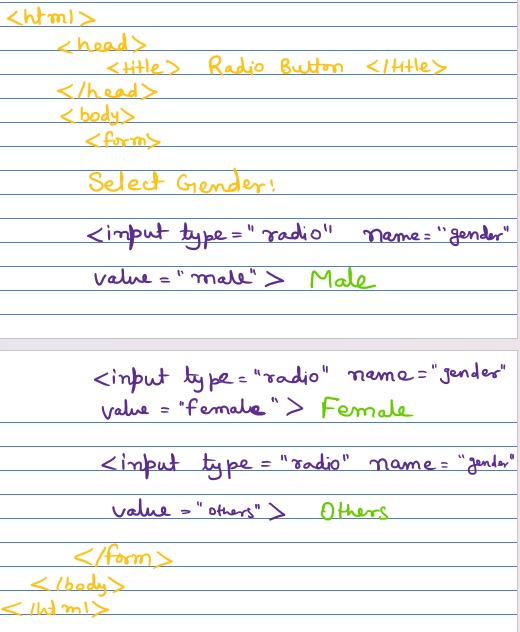 <html>
<head>
<title> Radio Button </title>
</head>
<body>
<form>
Select Gender:
<input type="radio" name="gender"
value="male"> Male
<input type="radio" name="gender"
value="female"> Female
<input type="radio" name="gender"
value="others"> Others
</form>
</body>
</html>